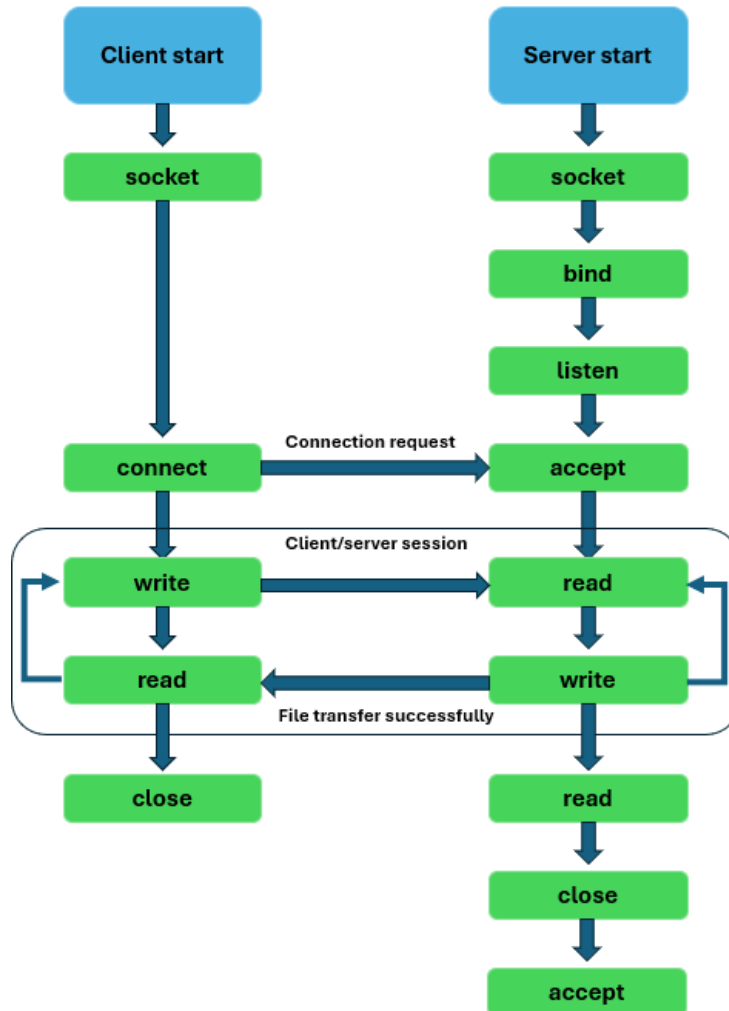 Client start
Server start
socket
socket
bind
listen
Connection request
connect
accept
Client/server session
write
read
read
write
File transfer successfully
close
read
close
accept